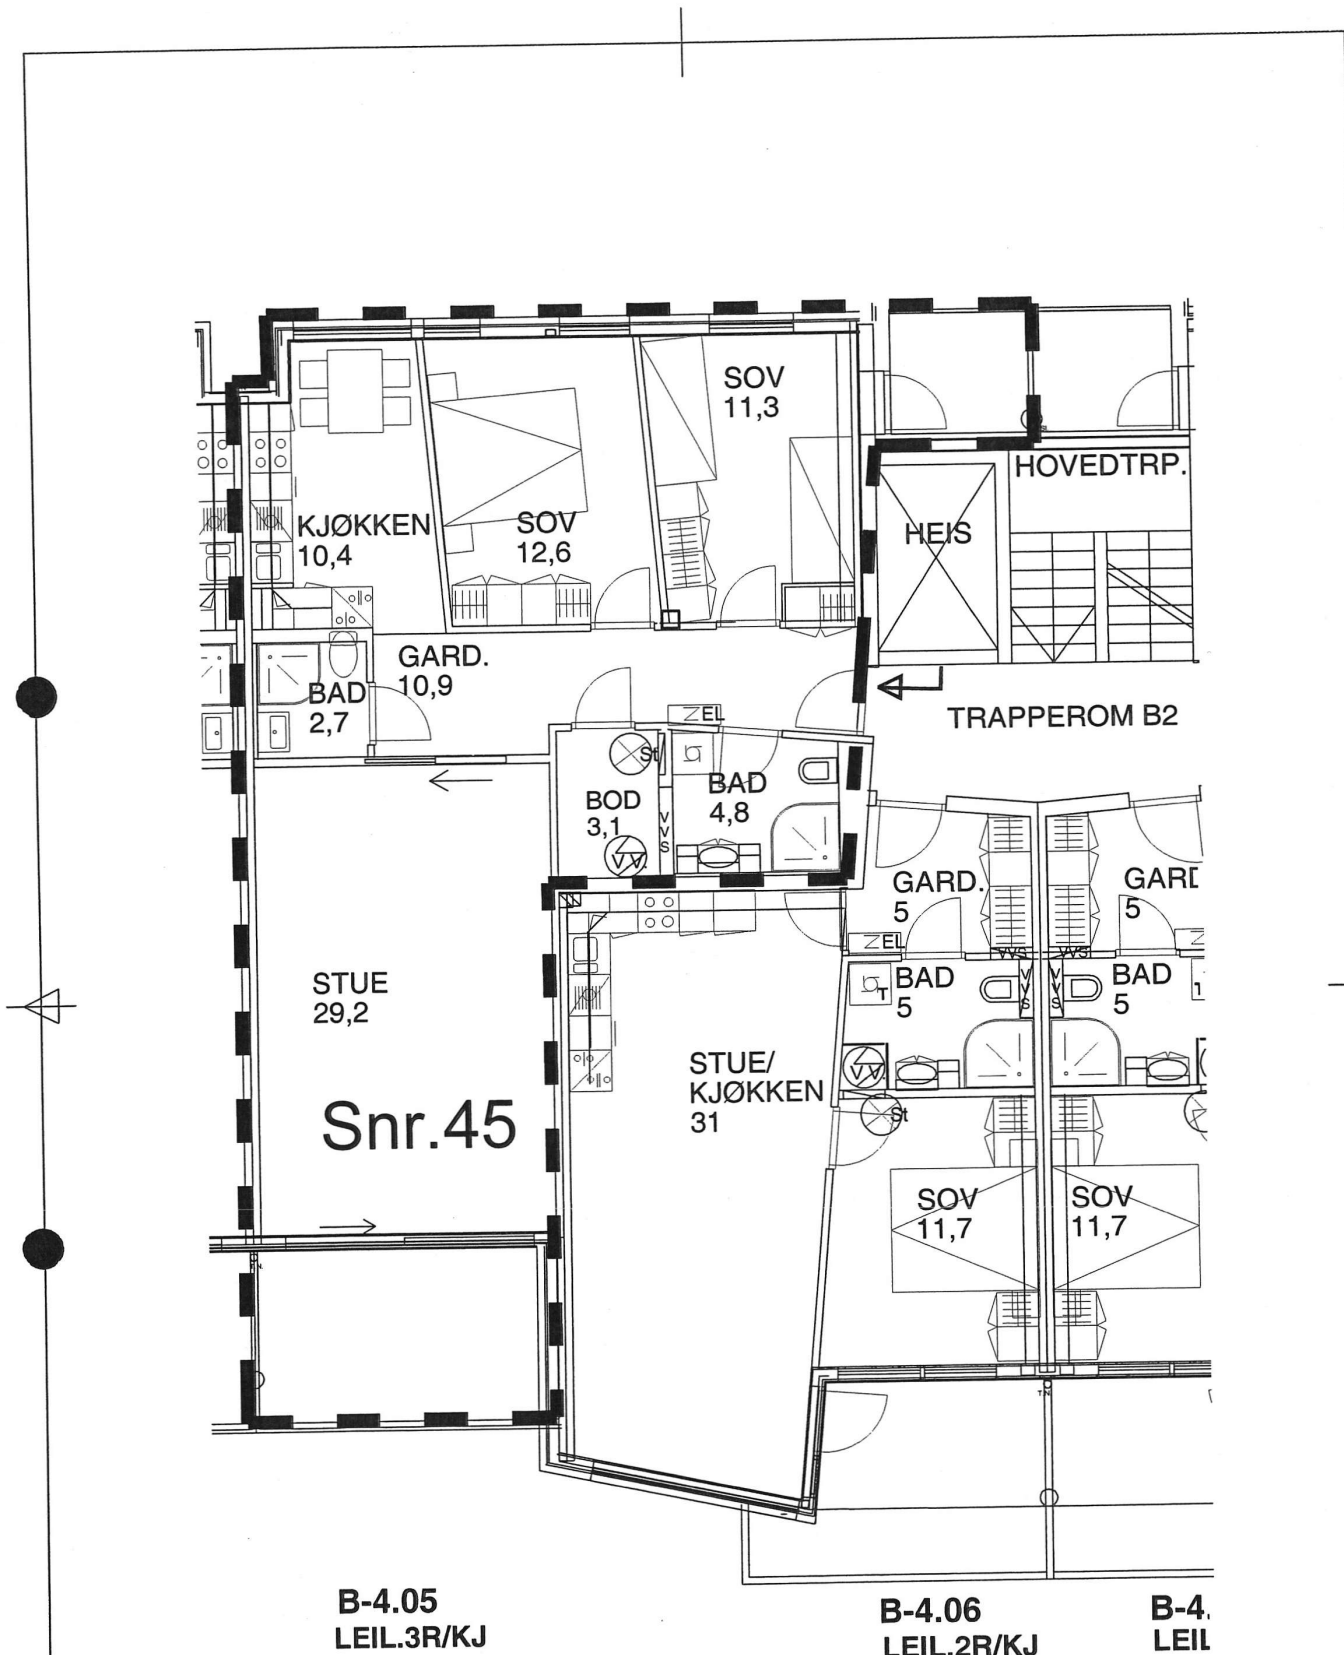 SOV
11,3
HOVEDTRP.
KJØKKEN
10,4
SOV
12,6
HEIS
GARD.
10,9
BAD
2,7
EL
TRAPPEROM B2
St
BOD
3,1
BAD
4,8
VVS
V.V.
GARD.
5
GARD
5
EL
VVS
VVS
BAD
5
T
VVS
BAD
5
STUE
29,2
STUE/
KJØKKEN
31
V.V.
St
Snr.45
SOV
11,7
SOV
11,7
T.N.
T.N.
B-4.05
LEIL.3R/KJ
B-4.06
LEIL.2R/KJ
B-4.
LEIL